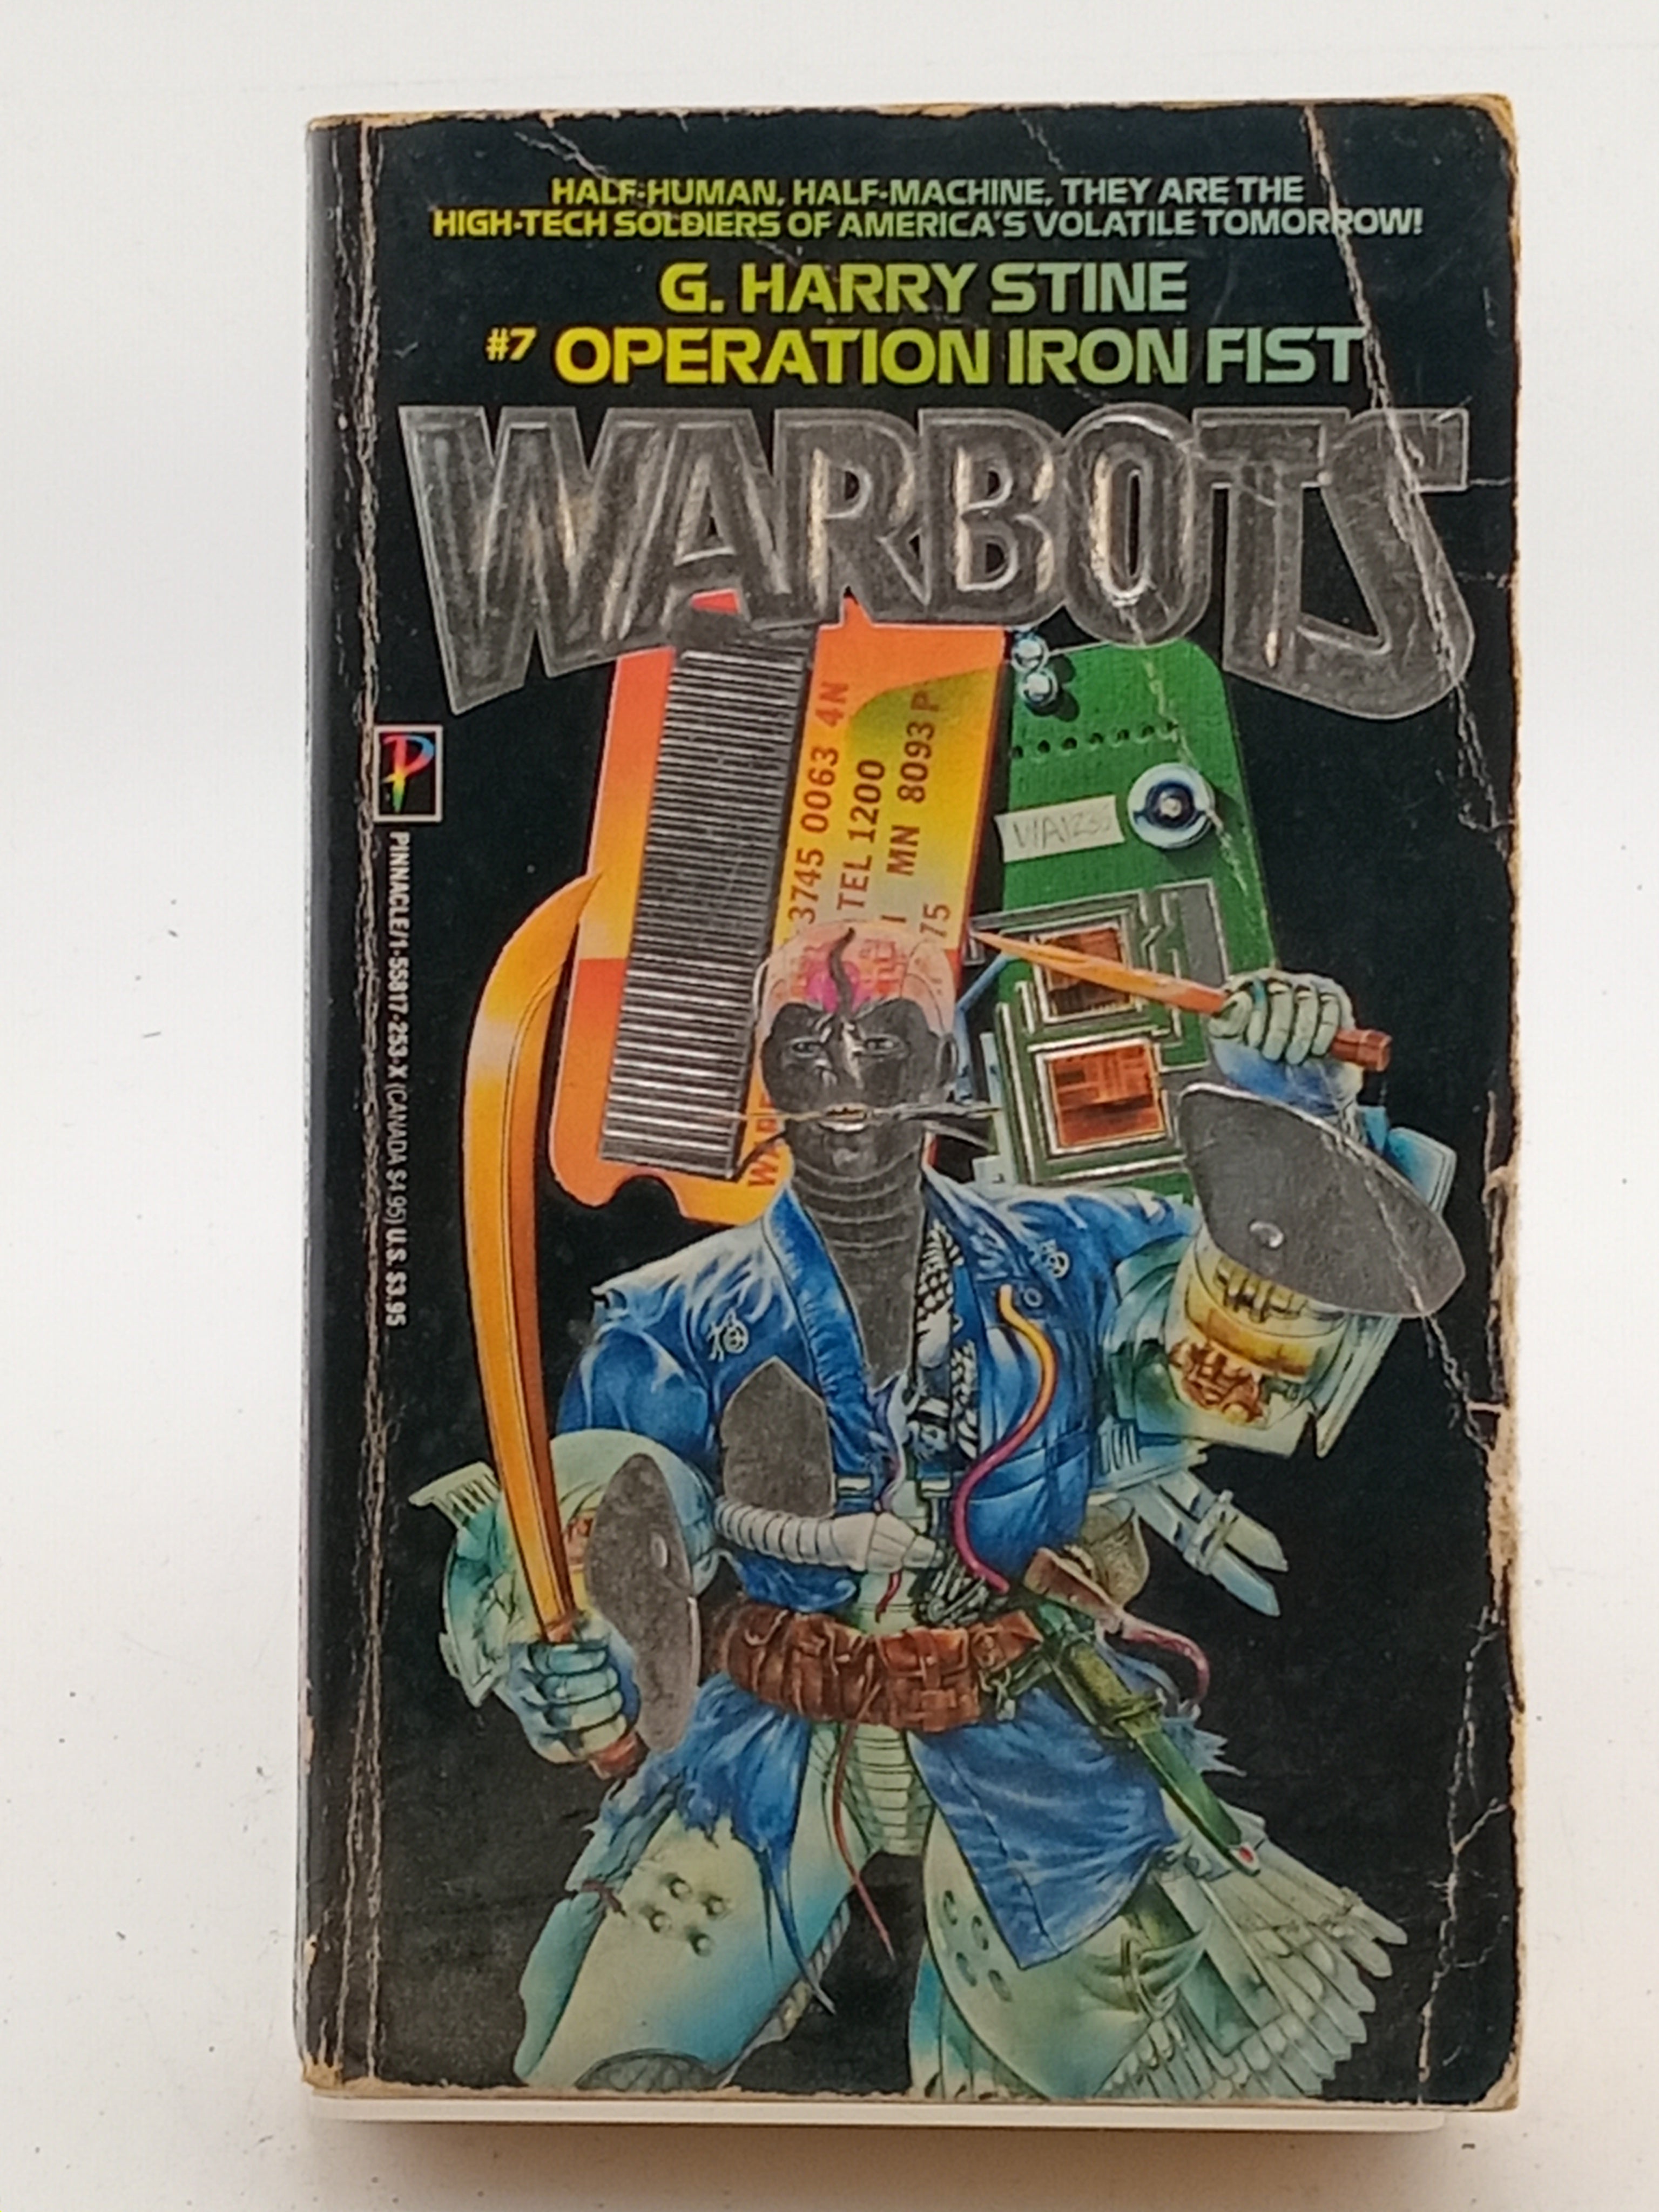 HALF-HUMAN, HALF-MACHINE, THEY ARE THE
HIGH-TECH SOLDIERS OF AMERICA'S VOLATILE TOMORROW!
G. HARRY STINE
#7 OPERATION IRON FIST
WARBOTS
P
PINNACLE/1-55817-253-X (CANADA $4.95) U.S. $3.95
3745 0063 4N
TEL 1200
I MN 8093 P
75
WA1235